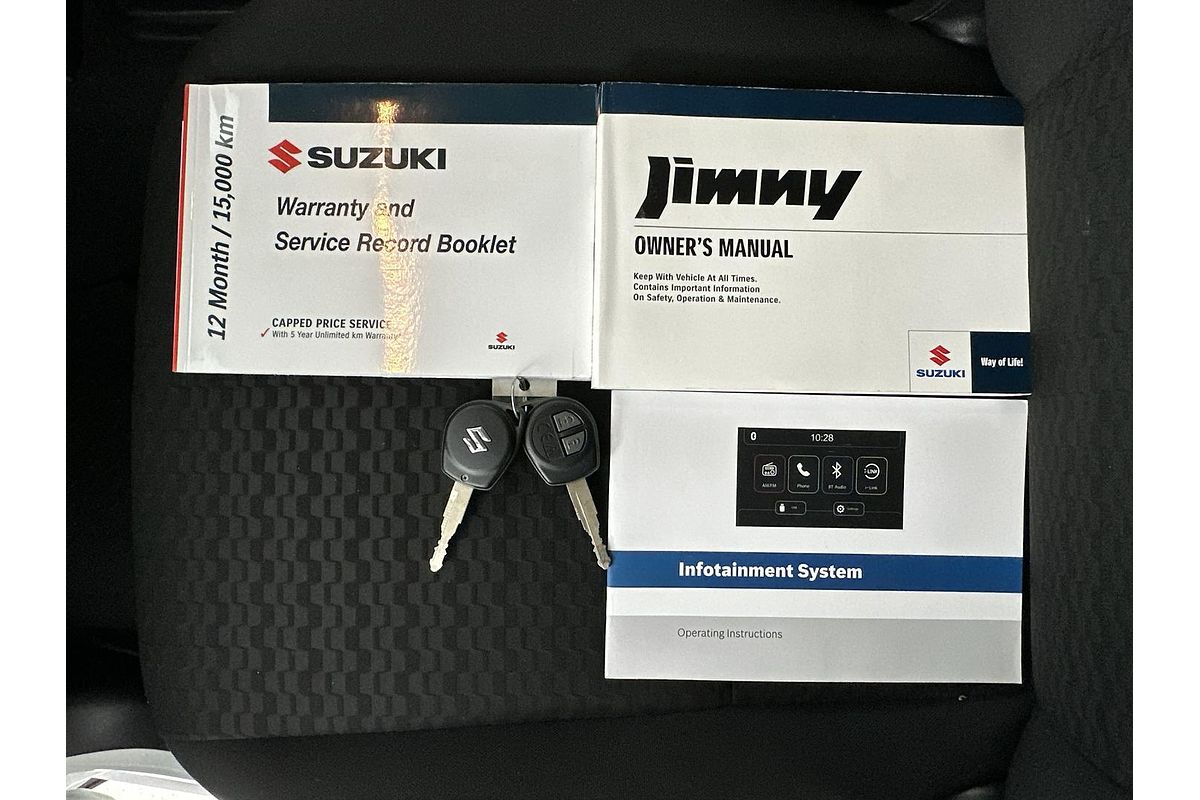 12 Month / 15,000 km
SUZUKI
Warranty and
Service Record Booklet
CAPPED PRICE SERVICE
With 5 Year Unlimited km Warranty
SUZUKI
Jimny
OWNER'S MANUAL
Keep With Vehicle At All Times.
Contains Important Information
On Safety, Operation & Maintenance.
SUZUKI
Way of Life!
10:28
AM/FM
Phone
BT Audio
Infotainment System
Operating Instructions